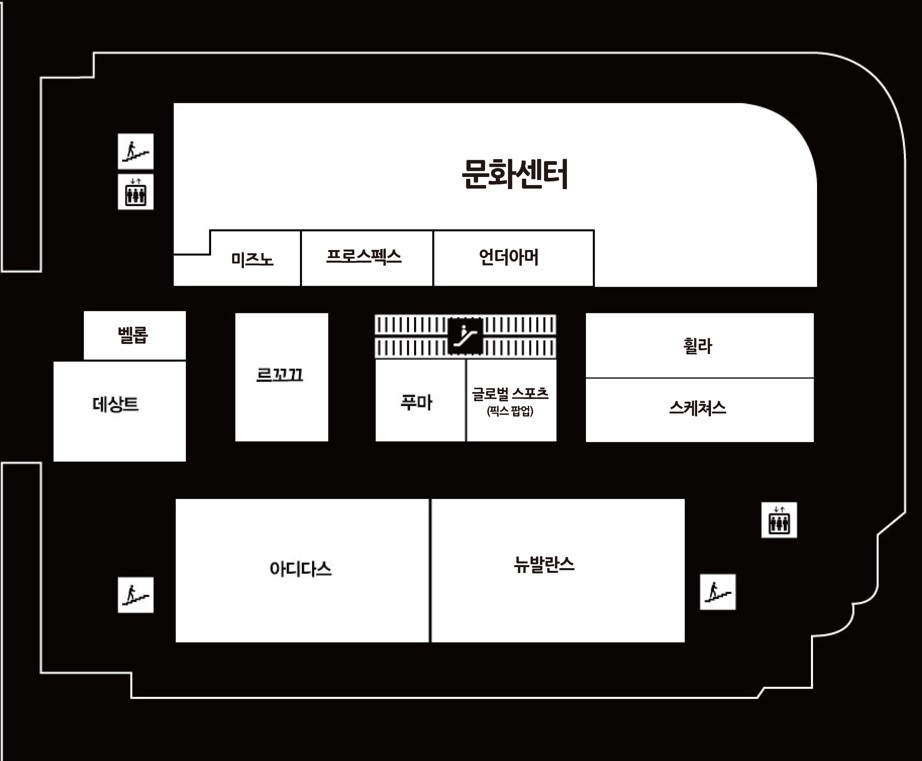 문화센터
미즈노
프로스펙스
언더아머
벨롭
데상트
르꼬끄
푸마
글로벌 스포츠
(픽스 팝업)
휠라
스케쳐스
아디다스
뉴발란스